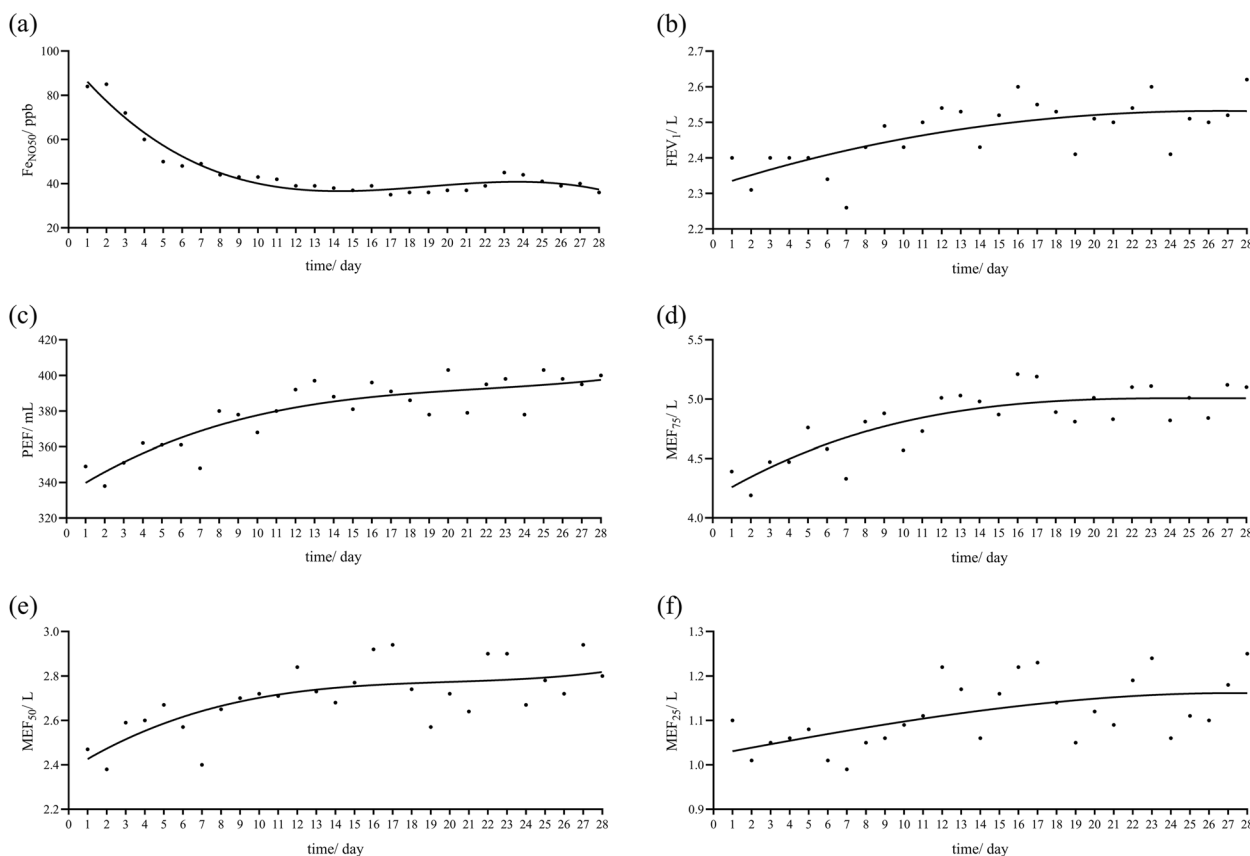 (a)
100
80
60
40
20
Fe_NO50/ ppb
0 1 2 3 4 5 6 7 8 9 10 11 12 13 14 15 16 17 18 19 20 21 22 23 24 25 26 27 28
time/ day
(b)
2.7
2.6
2.5
2.4
2.3
2.2
FEV_1/ L
0 1 2 3 4 5 6 7 8 9 10 11 12 13 14 15 16 17 18 19 20 21 22 23 24 25 26 27 28
time/ day
(c)
420
400
380
360
340
320
PEF/ mL
0 1 2 3 4 5 6 7 8 9 10 11 12 13 14 15 16 17 18 19 20 21 22 23 24 25 26 27 28
time/ day
(d)
5.5
5.0
4.5
4.0
MEF_75/ L
0 1 2 3 4 5 6 7 8 9 10 11 12 13 14 15 16 17 18 19 20 21 22 23 24 25 26 27 28
time/ day
(e)
3.0
2.8
2.6
2.4
2.2
MEF_50/ L
0 1 2 3 4 5 6 7 8 9 10 11 12 13 14 15 16 17 18 19 20 21 22 23 24 25 26 27 28
time/ day
(f)
1.3
1.2
1.1
1.0
0.9
MEF_25/ L
0 1 2 3 4 5 6 7 8 9 10 11 12 13 14 15 16 17 18 19 20 21 22 23 24 25 26 27 28
time/ day